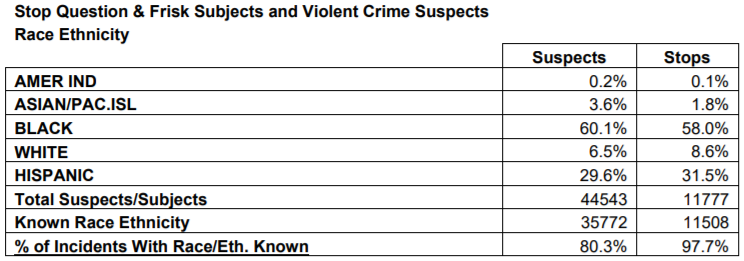 Stop Question & Frisk Subjects and Violent Crime Suspects
Race Ethnicity
Suspects Stops
AMER IND 0.2% 0.1%
ASIAN/PAC.ISL 3.6% 1.8%
BLACK 60.1% 58.0%
WHITE 6.5% 8.6%
HISPANIC 29.6% 31.5%
Total Suspects/Subjects 44543 11777
Known Race Ethnicity 35772 11508
% of Incidents With Race/Eth. Known 80.3% 97.7%